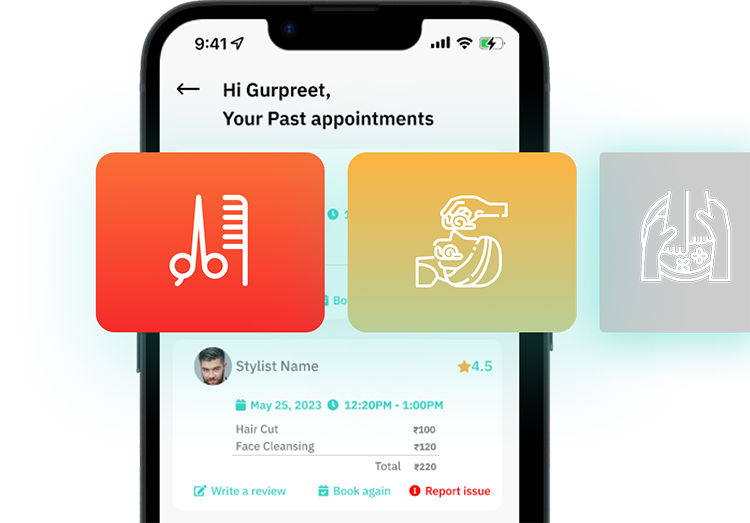 9:41
Hi Gurpreet,
Your Past appointments
Stylist Name
4.5
May 25, 2023 12:20PM - 1:00PM
Hair Cut ₹100
Face Cleansing ₹120
Total ₹220
Write a review Book again Report issue